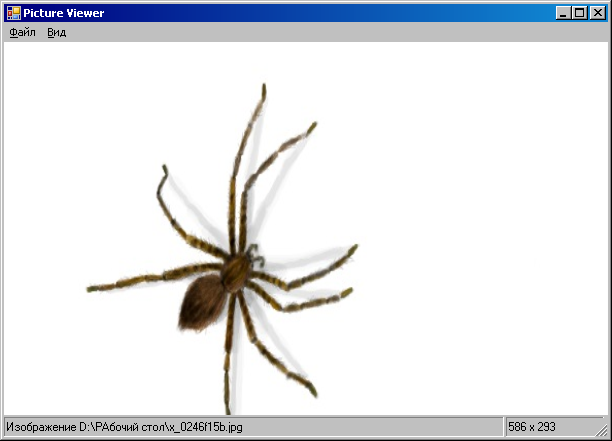 Picture Viewer
Файл Вид
Изображение D:\РАбочий стол\x_0246f15b.jpg 586 x 293